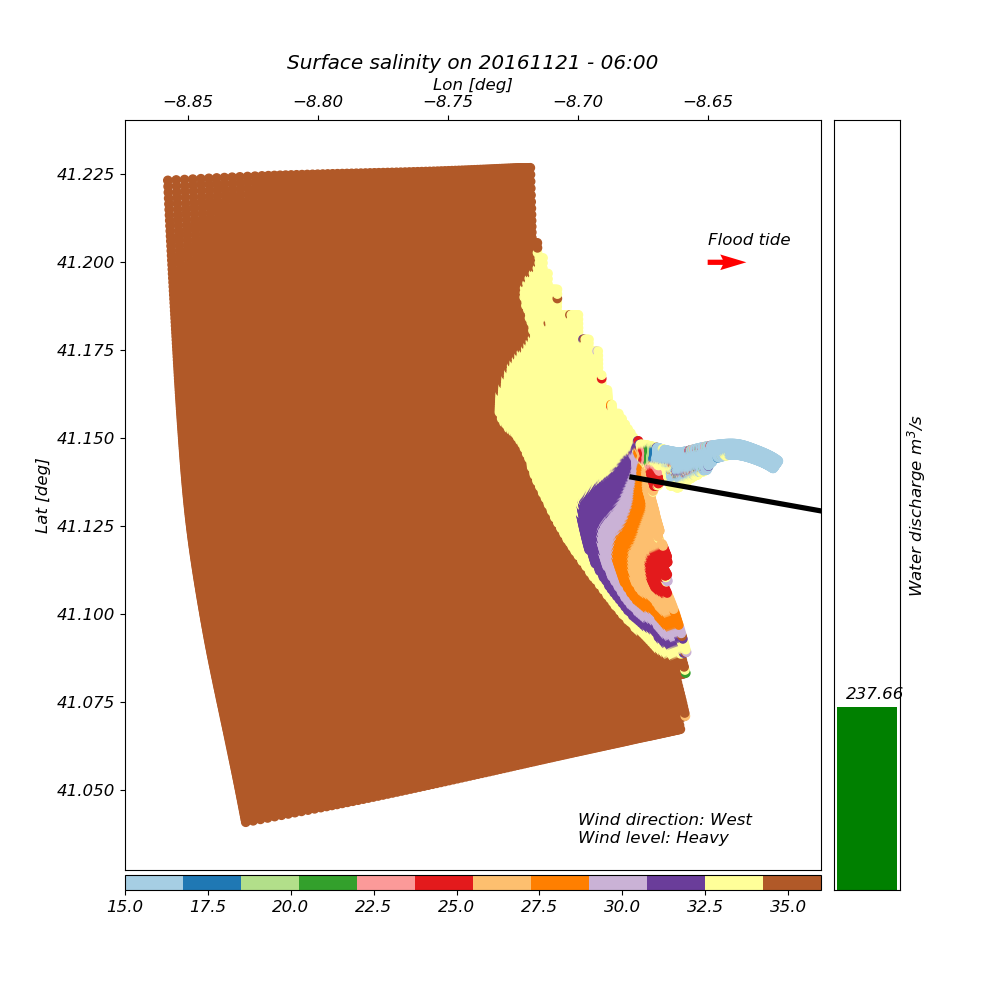 Surface salinity on 20161121 - 06:00
Lon [deg]
−8.85 −8.80 −8.75 −8.70 −8.65
41.225
41.200
41.175
41.150
41.125
41.100
41.075
41.050
Lat [deg]
Flood tide
Wind direction: West
Wind level: Heavy
237.66
Water discharge m³/s
15.0 17.5 20.0 22.5 25.0 27.5 30.0 32.5 35.0